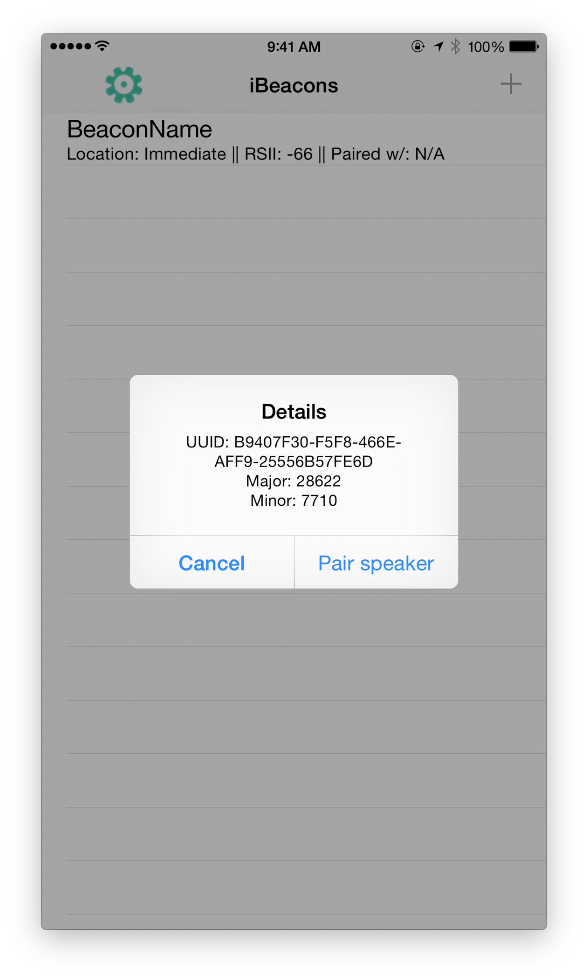 9:41 AM 100%
iBeacons
BeaconName
Location: Immediate || RSII: -66 || Paired w/: N/A
Details
UUID: B9407F30-F5F8-466E-
AFF9-25556B57FE6D
Major: 28622
Minor: 7710
Cancel Pair speaker